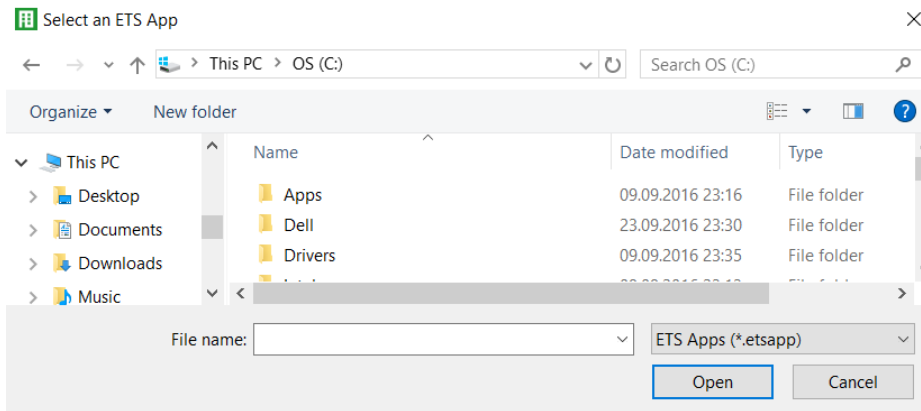 Select an ETS App
This PC > OS (C:)
Search OS (C:)
Organize
New folder
?
This PC
Desktop
Documents
Downloads
Music
Name Date modified Type
Apps 09.09.2016 23:16 File folder
Dell 23.09.2016 23:30 File folder
Drivers 09.09.2016 23:35 File folder
File name:
ETS Apps (*.etsapp)
Open
Cancel